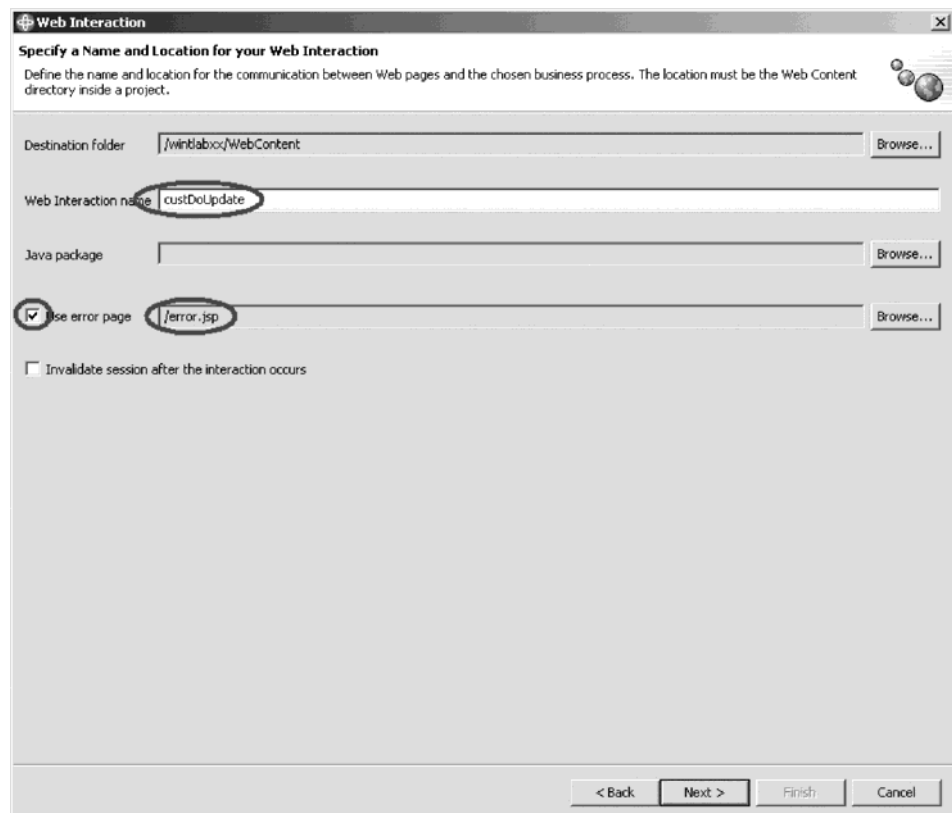 Web Interaction
Specify a Name and Location for your Web Interaction
Define the name and location for the communication between Web pages and the chosen business process. The location must be the Web Content
directory inside a project.
Destination folder /wintlabxx/WebContent Browse...
Web Interaction name custDoUpdate
Java package Browse...
Use error page /error.jsp Browse...
Invalidate session after the interaction occurs
< Back Next > Finish Cancel